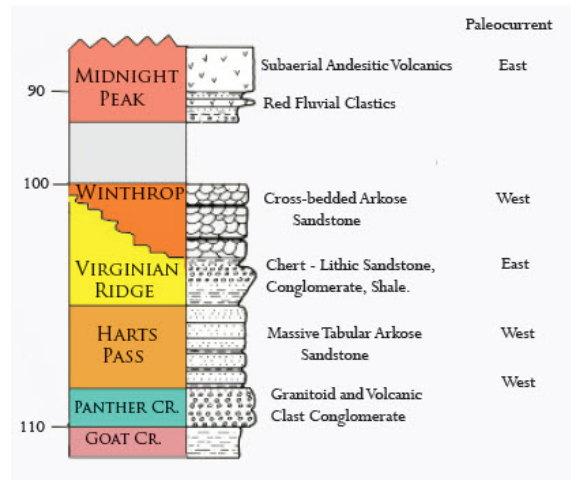 Paleocurrent
MIDNIGHT
PEAK
Subaerial Andesitic Volcanics
East
90
Red Fluvial Clastics
100
WINTHROP
Cross-bedded Arkose
Sandstone
West
VIRGINIAN
RIDGE
Chert - Lithic Sandstone,
Conglomerate, Shale.
East
HARTS
PASS
Massive Tabular Arkose
Sandstone
West
West
PANTHER CR.
Granitoid and Volcanic
Clast Conglomerate
110
GOAT CR.